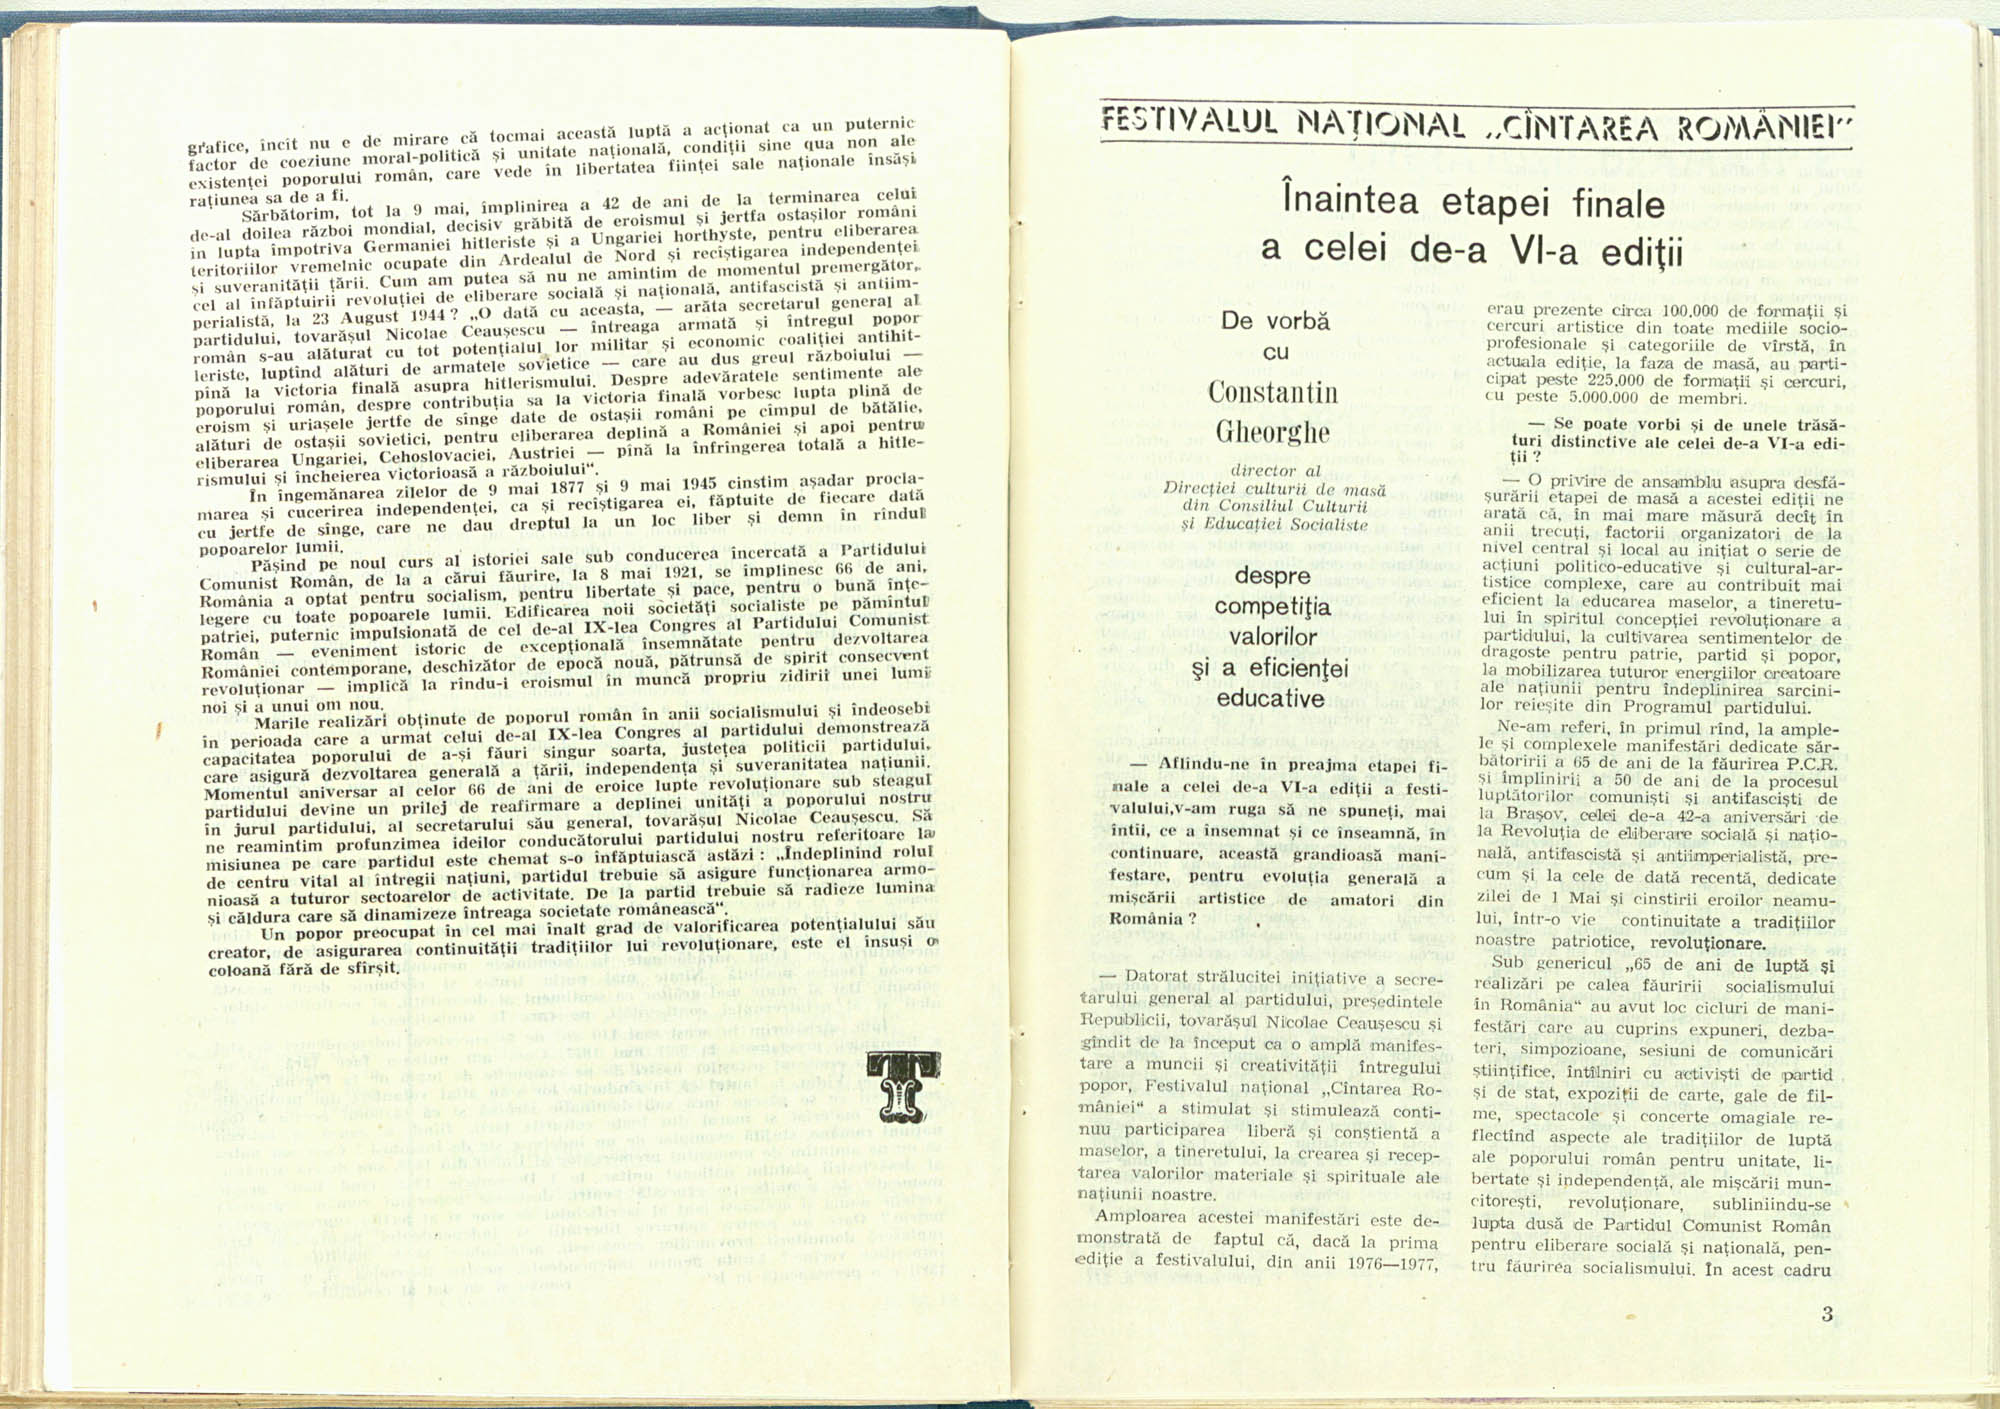 grafice, încît nu e de mirare că tocmai această luptă a acționat ca un puternic
factor de coeziune moral-politică și unitate națională, condiții sine qua non ale
existenței poporului român, care vede în libertatea ființei sale naționale însăși
rațiunea sa de a fi.
Sărbătorim, tot la 9 mai, împlinirea a 42 de ani de la terminarea celui
de-al doilea război mondial, decisiv grăbită de eroismul și jertfa ostașilor români
în lupta împotriva Germaniei hitleriste și a Ungariei horthyste, pentru eliberarea
teritoriilor vremelnic ocupate din Ardealul de Nord și recîștigarea independenței
și suveranității țării. Cum am putea să nu ne amintim de momentul premergător,
cel al înfăptuirii revoluției de eliberare socială și națională, antifascistă și antiim-
perialistă, la 23 August 1944 ? „O dată cu aceasta, — arăta secretarul general al
partidului, tovarășul Nicolae Ceaușescu — întreaga armată și întregul popor
român s-au alăturat cu tot potențialul lor militar și economic coaliției antihit-
leriste, luptînd alături de armatele sovietice — care au dus greul războiului —
pînă la victoria finală asupra hitlerismului. Despre adevăratele sentimente ale
poporului român, despre contribuția sa la victoria finală vorbesc lupta plină de
eroism și uriașele jertfe de sînge date de ostașii români pe cîmpul de bătălie,
alături de ostașii sovietici, pentru eliberarea deplină a României și apoi pentru
eliberarea Ungariei, Cehoslovaciei, Austriei — pînă la înfrîngerea totală a hitle-
rismului și încheierea victorioasă a războiului“.
În îngemănarea zilelor de 9 mai 1877 și 9 mai 1945 cinstim așadar procla-
marea și cucerirea independenței, ca și recîștigarea ei, făptuite de fiecare dată
cu jertfe de sînge, care ne dau dreptul la un loc liber și demn în rîndul
popoarelor lumii.
Pășind pe noul curs al istoriei sale sub conducerea încercată a Partidului
Comunist Român, de la a cărui făurire, la 8 mai 1921, se împlinesc 66 de ani,
România a optat pentru socialism, pentru libertate și pace, pentru o bună înțe-
legere cu toate popoarele lumii. Edificarea noii societăți socialiste pe pămîntul
patriei, puternic impulsionată de cel de-al IX-lea Congres al Partidului Comunist
Român — eveniment istoric de excepțională însemnătate pentru dezvoltarea
României contemporane, deschizător de epocă nouă, pătrunsă de spirit consecvent
revoluționar — implică la rîndu-i eroismul în muncă propriu zidirii unei lumi
noi și a unui om nou.
Marile realizări obținute de poporul român în anii socialismului și îndeosebi
în perioada care a urmat celui de-al IX-lea Congres al partidului demonstrează
capacitatea poporului de a-și făuri singur soarta, justețea politicii partidului,
care asigură dezvoltarea generală a țării, independența și suveranitatea națiunii.
Momentul aniversar al celor 66 de ani de eroice lupte revoluționare sub steagul
partidului devine un prilej de reafirmare a deplinei unități a poporului nostru
în jurul partidului, al secretarului său general, tovarășul Nicolae Ceaușescu. Să
ne reamintim profunzimea ideilor conducătorului partidului nostru referitoare la
misiunea pe care partidul este chemat s-o înfăptuiască astăzi : „Îndeplinind rolul
de centru vital al întregii națiuni, partidul trebuie să asigure funcționarea armo-
nioasă a tuturor sectoarelor de activitate. De la partid trebuie să radieze lumina
și căldura care să dinamizeze întreaga societate românească“.
Un popor preocupat în cel mai înalt grad de valorificarea potențialului său
creator, de asigurarea continuității tradițiilor lui revoluționare, este el însuși o
coloană fără de sfîrșit.
T
FESTIVALUL NAȚIONAL „CÎNTAREA ROMÂNIEI“
Înaintea etapei finale
a celei de-a VI-a ediții
De vorbă
cu
Constantin
Gheorghe
director al
Direcției culturii de masă
din Consiliul Culturii
și Educației Socialiste
despre
competiția
valorilor
și a eficienței
educative
— Aflindu-ne în preajma etapei fi-
nale a celei de-a VI-a ediții a festi-
valului,v-am ruga să ne spuneți, mai
întîi, ce a însemnat și ce înseamnă, în
continuare, această grandioasă mani-
festare, pentru evoluția generală a
mișcării artistice de amatori din
România ?
— Datorat strălucitei inițiative a secre-
tarului general al partidului, președintele
Republicii, tovarășul Nicolae Ceaușescu și
gîndit de la început ca o amplă manifes-
tare a muncii și creativității întregului
popor, Festivalul național „Cîntarea Ro-
mâniei“ a stimulat și stimulează conti-
nuu participarea liberă și conștientă a
maselor, a tineretului, la crearea și recep-
tarea valorilor materiale și spirituale ale
națiunii noastre.
Amploarea acestei manifestări este de-
monstrată de faptul că, dacă la prima
ediție a festivalului, din anii 1976—1977,
erau prezente circa 100.000 de formații și
cercuri artistice din toate mediile socio-
profesionale și categoriile de vîrstă, în
actuala ediție, la faza de masă, au parti-
cipat peste 225.000 de formații și cercuri,
cu peste 5.000.000 de membri.
— Se poate vorbi și de unele trăsă-
turi distinctive ale celei de-a VI-a edi-
ții ?
— O privire de ansamblu asupra desfă-
șurării etapei de masă a acestei ediții ne
arată că, în mai mare măsură decît în
anii trecuți, factorii organizatori de la
nivel central și local au inițiat o serie de
acțiuni politico-educative și cultural-ar-
tistice complexe, care au contribuit mai
eficient la educarea maselor, a tineretu-
lui în spiritul concepției revoluționare a
partidului, la cultivarea sentimentelor de
dragoste pentru patrie, partid și popor,
la mobilizarea tuturor energiilor creatoare
ale națiunii pentru îndeplinirea sarcini-
lor reieșite din Programul partidului.
Ne-am referi, în primul rînd, la ample-
le și complexele manifestări dedicate săr-
bătoririi a 65 de ani de la făurirea P.C.R.
și împlinirii a 50 de ani de la procesul
luptătorilor comuniști și antifasciști de
la Brașov, celei de-a 42-a aniversări de
la Revoluția de eliberare socială și națio-
nală, antifascistă și antiimperialistă, pre-
cum și la cele de dată recentă, dedicate
zilei de 1 Mai și cinstirii eroilor neamu-
lui, într-o vie continuitate a tradițiilor
noastre patriotice, revoluționare.
Sub genericul „65 de ani de luptă și
realizări pe calea făuririi socialismului
în România“ au avut loc cicluri de mani-
festări care au cuprins expuneri, dezba-
teri, simpozioane, sesiuni de comunicări
științifice, întîlniri cu activiști de partid
și de stat, expoziții de carte, gale de fil-
me, spectacole și concerte omagiale re-
flectînd aspecte ale tradițiilor de luptă
ale poporului român pentru unitate, li-
bertate și independență, ale mișcării mun-
citorești, revoluționare, subliniindu-se
lupta dusă de Partidul Comunist Român
pentru eliberare socială și națională, pen-
tru făurirea socialismului. În acest cadru
3